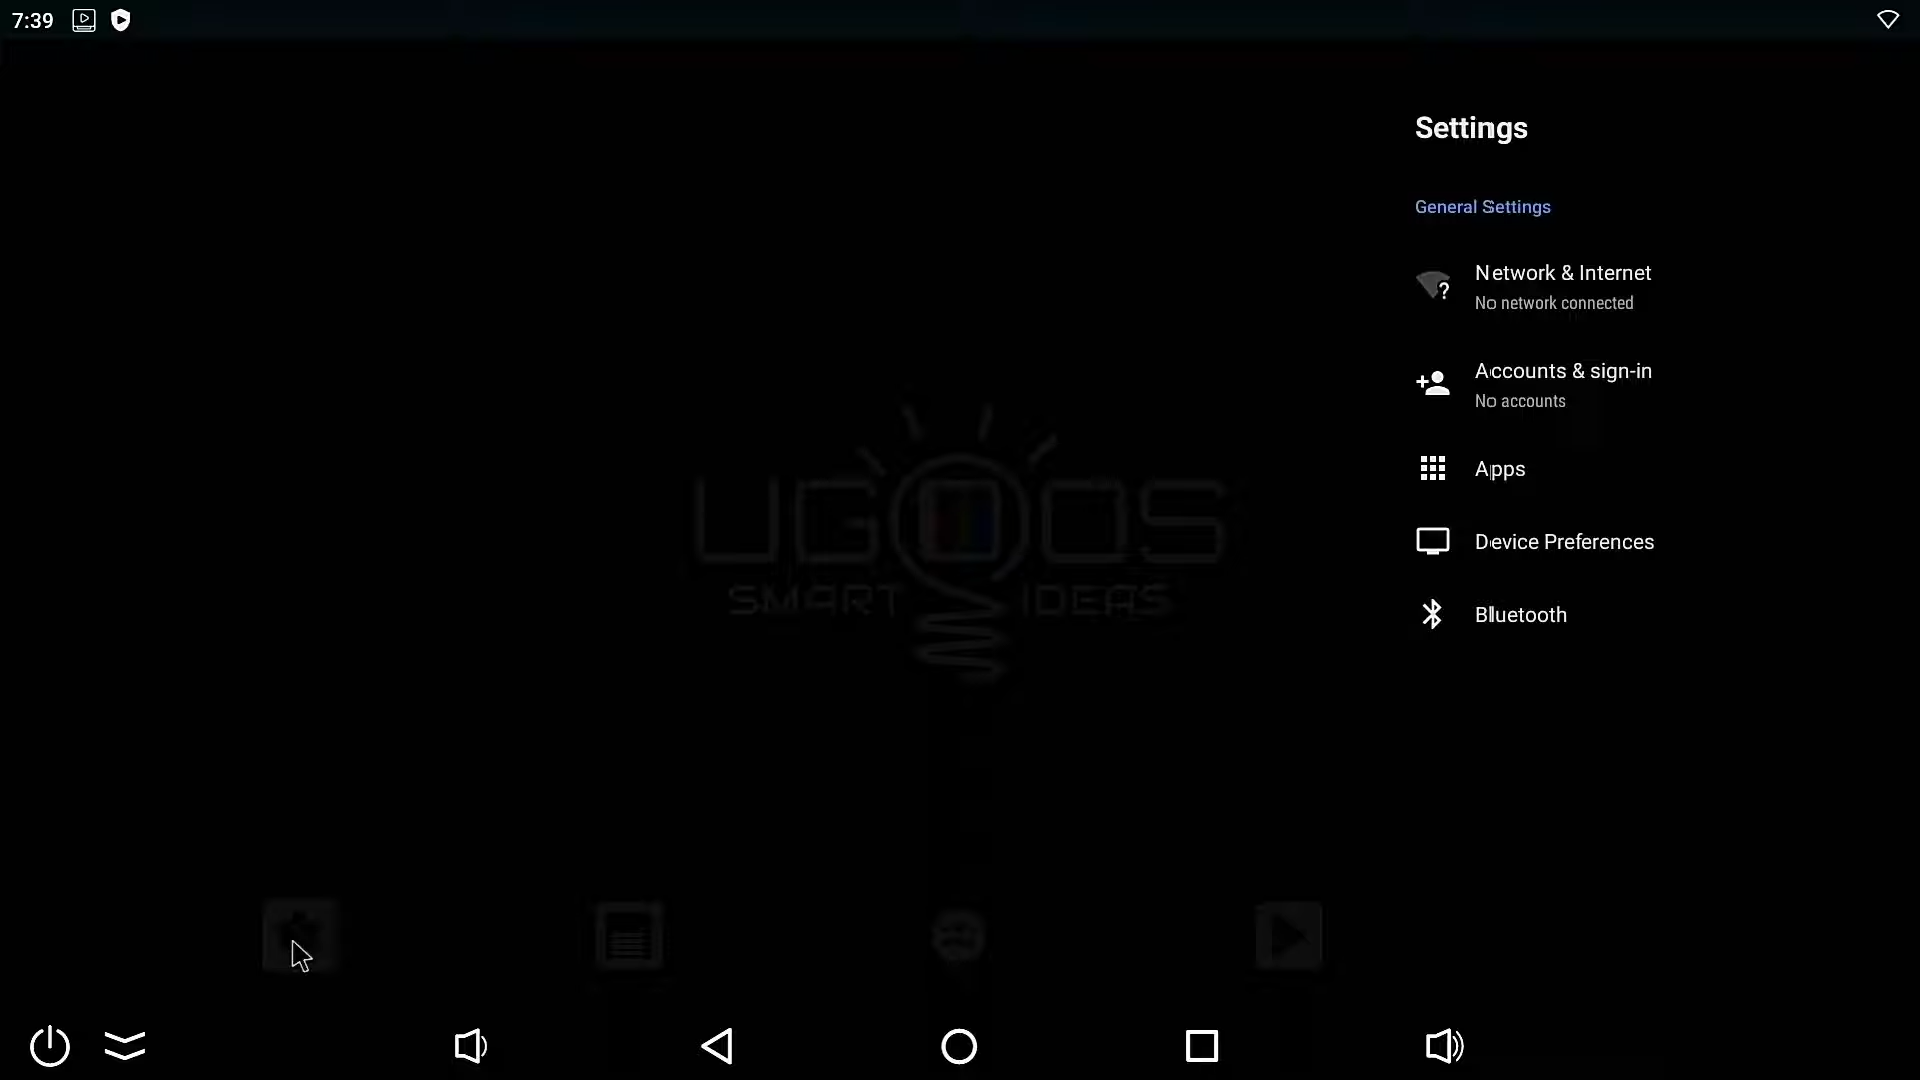 7:39
Settings
General Settings
Network & Internet
No network connected
Accounts & sign-in
No accounts
Apps
Device Preferences
Bluetooth
UGOOS
SMART IDEAS